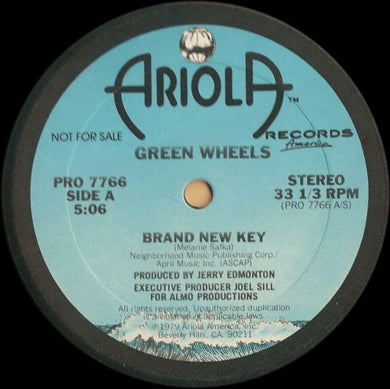 ARIOLA™
RECORDS
America
NOT FOR SALE
GREEN WHEELS
PRO 7766
SIDE A
5:06
STEREO
33 1/3 RPM
(PRO 7766 A/S)
BRAND NEW KEY
(Melanie Safka)
Neighborhood Music Publishing Corp./
April Music Inc. (ASCAP)
PRODUCED BY JERRY EDMONTON
EXECUTIVE PRODUCER JOEL SILL
FOR ALMO PRODUCTIONS
All rights reserved. Unauthorized duplication
is a violation of applicable laws.
℗1979 Ariola America, Inc.
Beverly Hills, CA. 90211